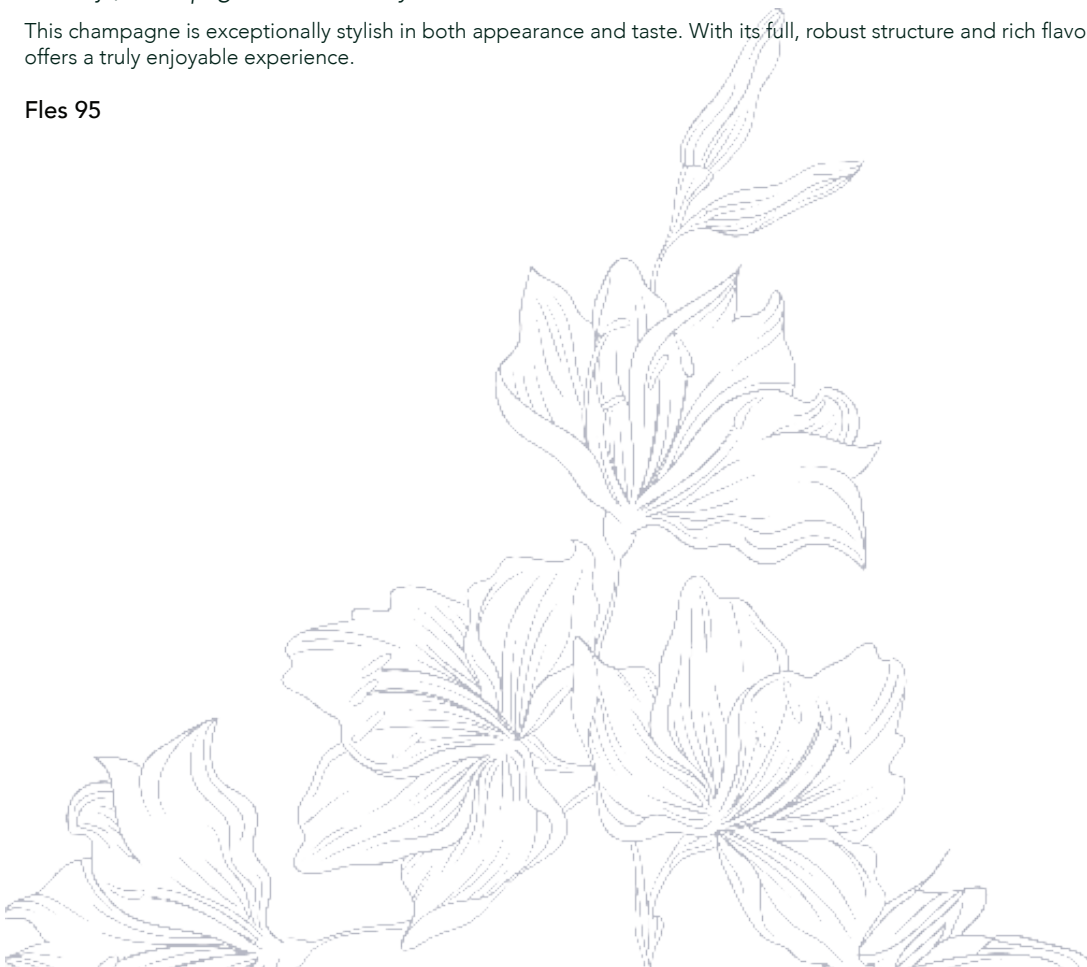 This champagne is exceptionally stylish in both appearance and taste. With its full, robust structure and rich
offers a truly enjoyable experience.
Fles 95